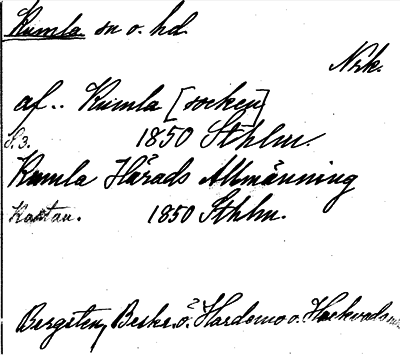 Kumla sn o. hd.
Nrk.
af.. Kumla [socken]
S. 3. 1850 Sthlm.
Kumla Härads Allmänning
Kartan. 1850 Sthlm.
Bergsten, Beskr. o. Hardemo o. Hackvads